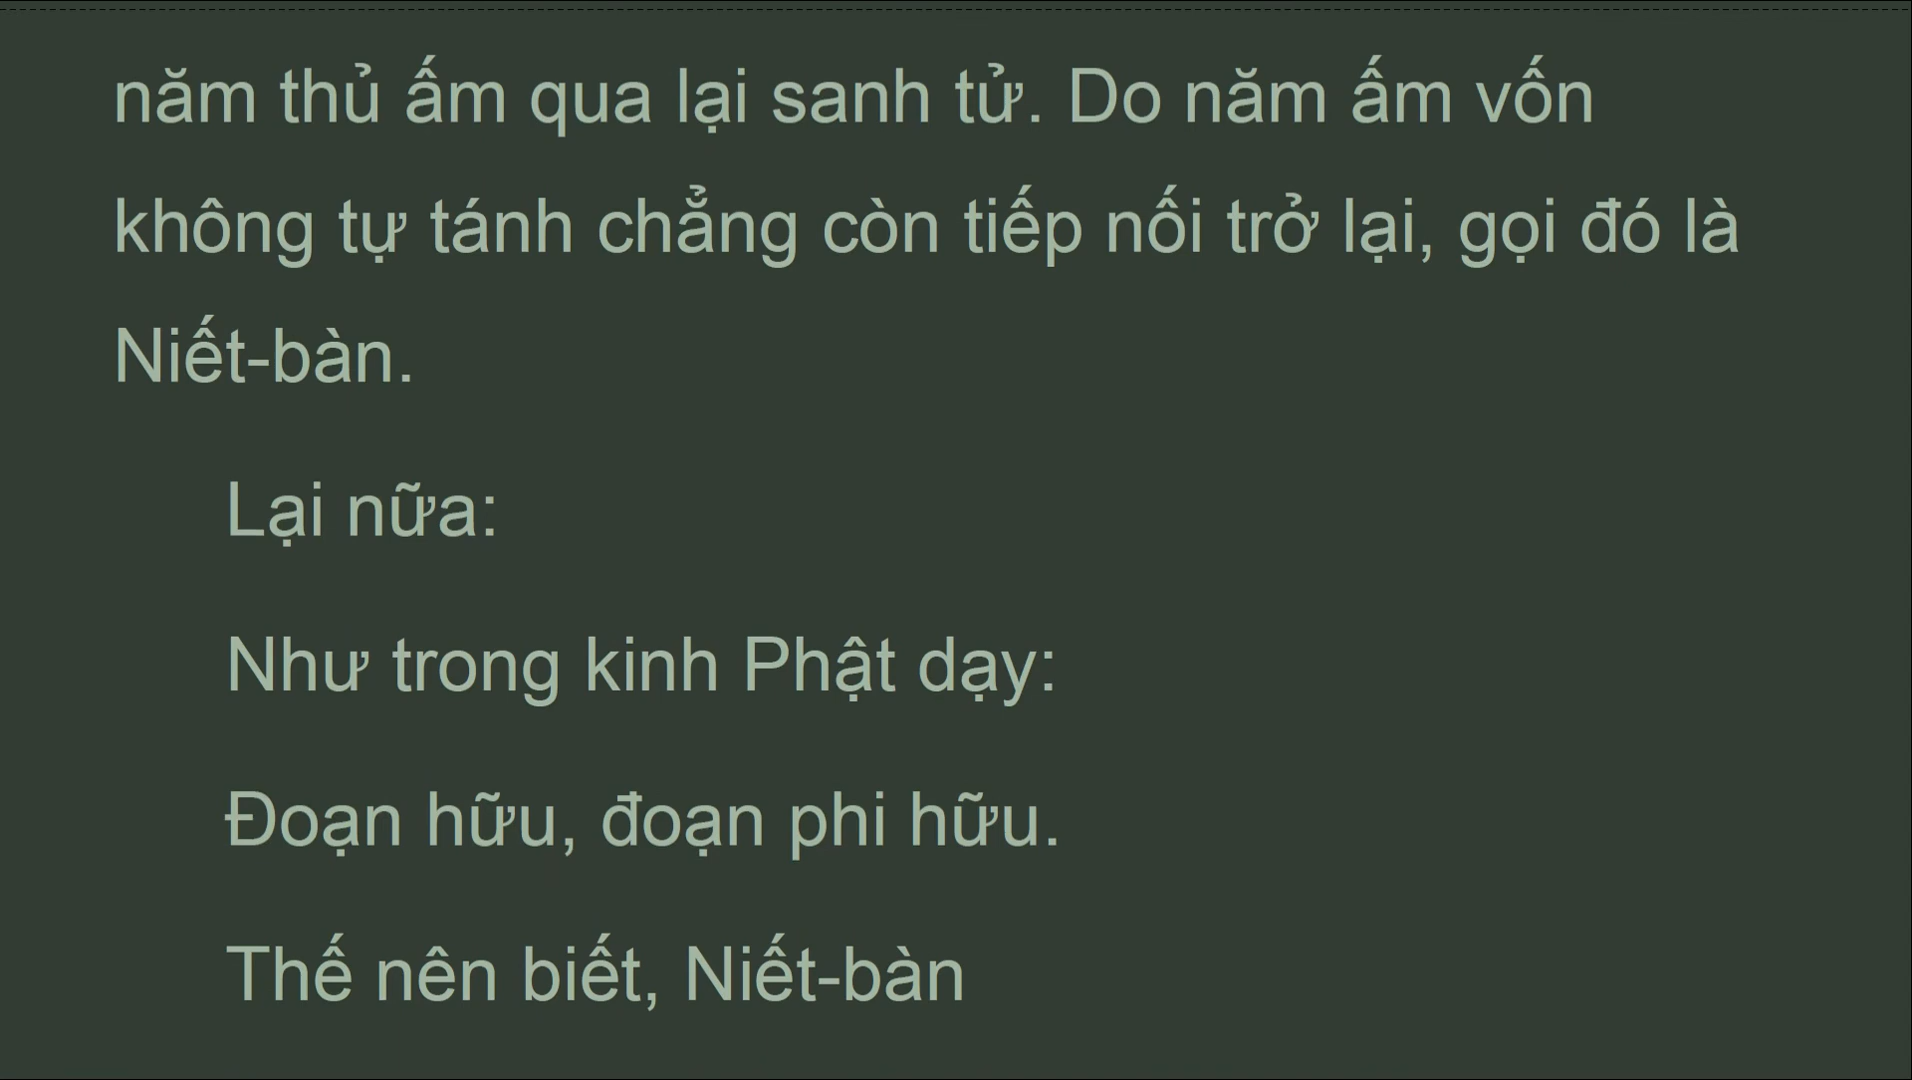 năm thủ ấm qua lại sanh tử. Do năm ấm vốn
không tự tánh chẳng còn tiếp nối trở lại, gọi đó là
Niết-bàn.
Lại nữa:
Như trong kinh Phật dạy:
Đoạn hữu, đoạn phi hữu.
Thế nên biết, Niết-bàn